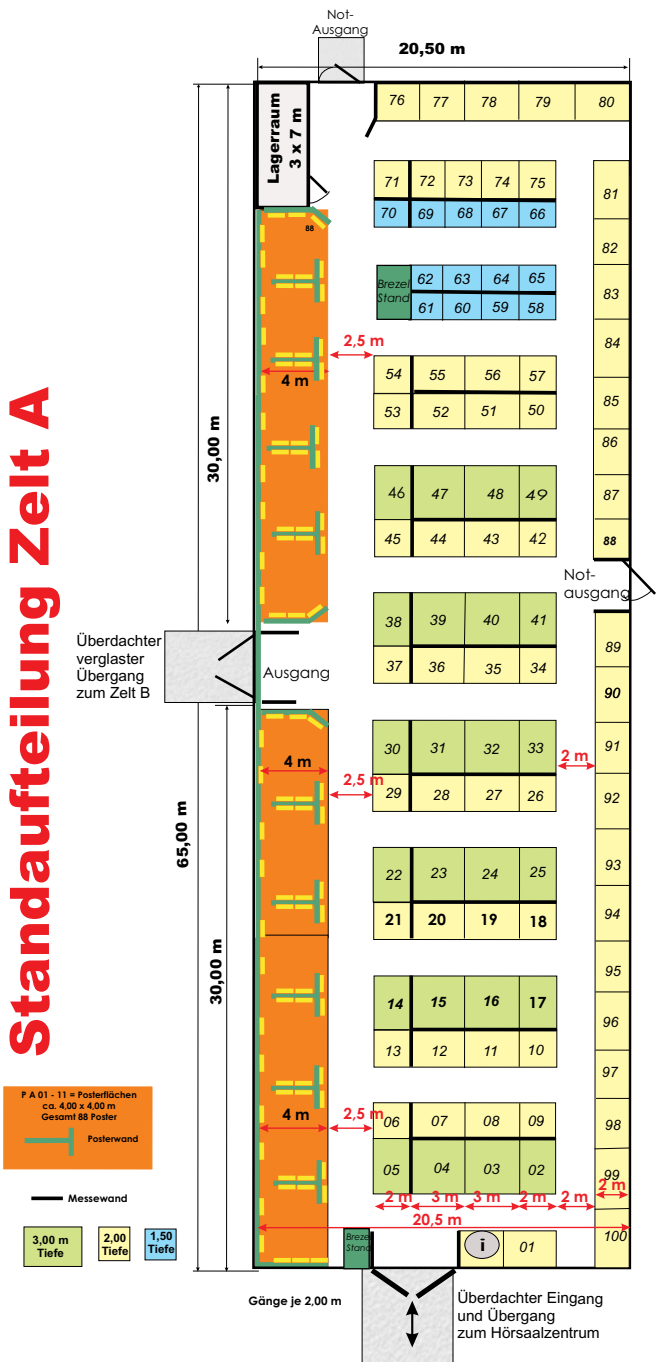 Standaufteilung Zelt A
Not-
Ausgang
20,50 m
Lagerraum
3 x 7 m
76 77 78 79 80
71 72 73 74 75
70 69 68 67 66
88
81
82
83
84
85
86
87
88
Brezel
Stand
62 63 64 65
61 60 59 58
2,5 m
4 m
30,00 m
54 55 56 57
53 52 51 50
46 47 48 49
45 44 43 42
Not-
ausgang
38 39 40 41
37 36 35 34
Überdachter
verglaster
Übergang
zum Zelt B
Ausgang
89
90
91
92
93
94
95
96
97
98
99
100
30 31 32 33
29 28 27 26
4 m
2,5 m
2 m
65,00 m
30,00 m
22 23 24 25
21 20 19 18
14 15 16 17
13 12 11 10
06 07 08 09
05 04 03 02
4 m
2,5 m
2 m 3 m 3 m 2 m 2 m 2 m
20,5 m
Brezel
Stand
i
01
P A 01 - 11 = Posterflächen
ca. 4,00 x 4,00 m
Gesamt 88 Poster
Posterwand
Messewand
3,00 m
Tiefe
2,00
Tiefe
1,50
Tiefe
Gänge je 2,00 m
Überdachter Eingang
und Übergang
zum Hörsaalzentrum